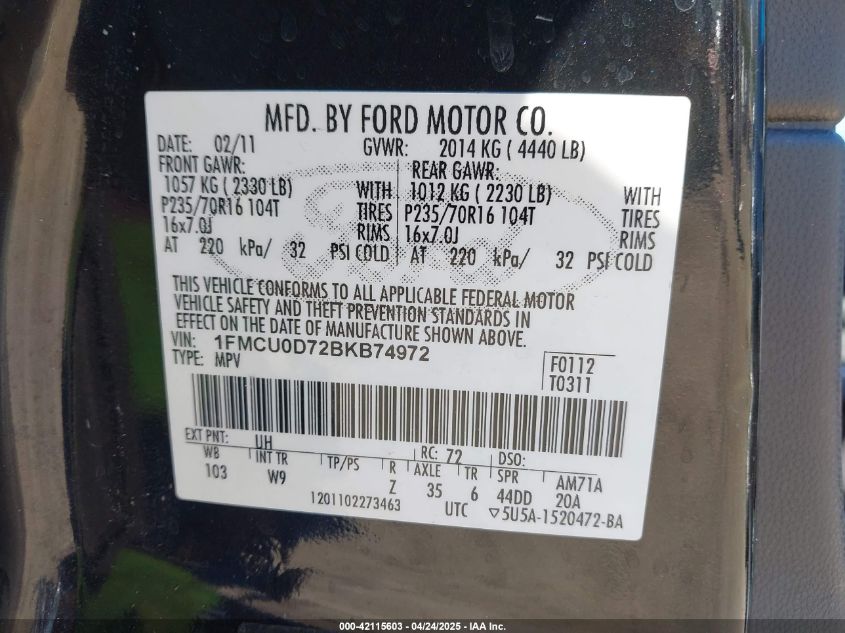 MFD. BY FORD MOTOR CO.
DATE: 02/11 GVWR: 2014 KG ( 4440 LB)
FRONT GAWR: REAR GAWR:
1057 KG ( 2330 LB) WITH 1012 KG ( 2230 LB) WITH
P235/70R16 104T TIRES P235/70R16 104T TIRES
16x7.0J RIMS 16x7.0J RIMS
AT 220 kPa/ 32 PSI COLD AT 220 kPa/ 32 PSI COLD
THIS VEHICLE CONFORMS TO ALL APPLICABLE FEDERAL MOTOR
VEHICLE SAFETY AND THEFT PREVENTION STANDARDS IN
EFFECT ON THE DATE OF MANUFACTURE SHOWN ABOVE.
VIN: 1FMCU0D72BKB74972
TYPE: MPV
F0112
T0311
EXT PNT: UH RC: 72 DSO:
WB INT TR TP/PS R AXLE TR SPR AM71A
103 W9 Z 35 6 44DD 20A
1201102273463 UTC ▽5U5A-1520472-BA
000-42115603 - 04/24/2025 - IAA Inc.